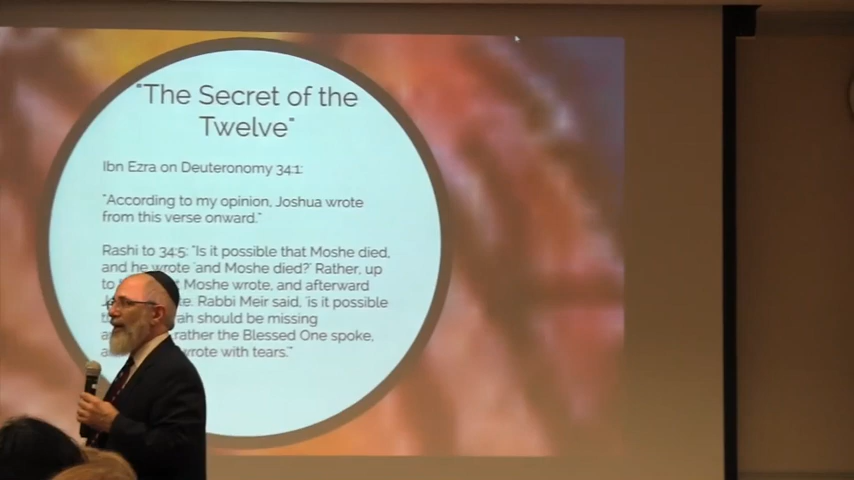 "The Secret of the
Twelve"
Ibn Ezra on Deuteronomy 34:1:
"According to my opinion, Joshua wrote
from this verse onward."
Rashi to 34:5: "Is it possible that Moshe died,
and he wrote 'and Moshe died?' Rather, up
to Moshe wrote, and afterward
Rabbi Meir said, 'is it possible
should be missing
rather the Blessed One spoke,
wrote with tears.'"